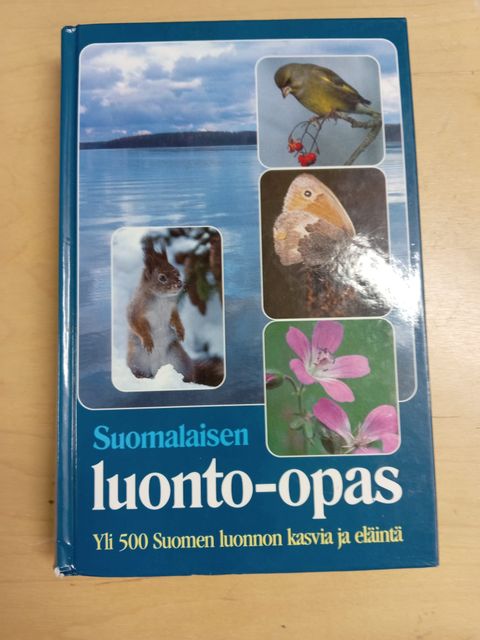 Suomalaisen
luonto-opas
Yli 500 Suomen luonnon kasvia ja eläintä